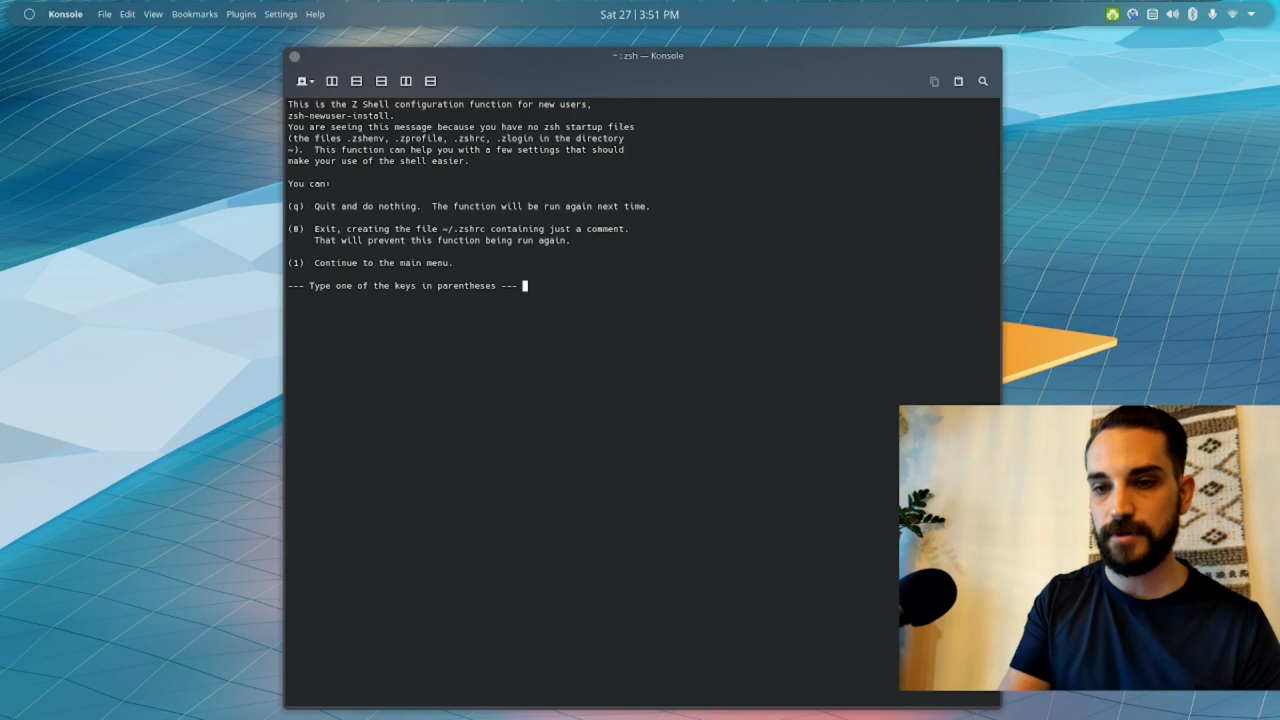 Konsole File Edit View Bookmarks Plugins Settings Help Sat 27 | 3:51 PM
~ : zsh — Konsole
This is the Z Shell configuration function for new users,
zsh-newuser-install.
You are seeing this message because you have no zsh startup files
(the files .zshenv, .zprofile, .zshrc, .zlogin in the directory
~).  This function can help you with a few settings that should
make your use of the shell easier.
You can:
(q)  Quit and do nothing.  The function will be run again next time.
(0)  Exit, creating the file ~/.zshrc containing just a comment.
That will prevent this function being run again.
(1)  Continue to the main menu.
--- Type one of the keys in parentheses ---